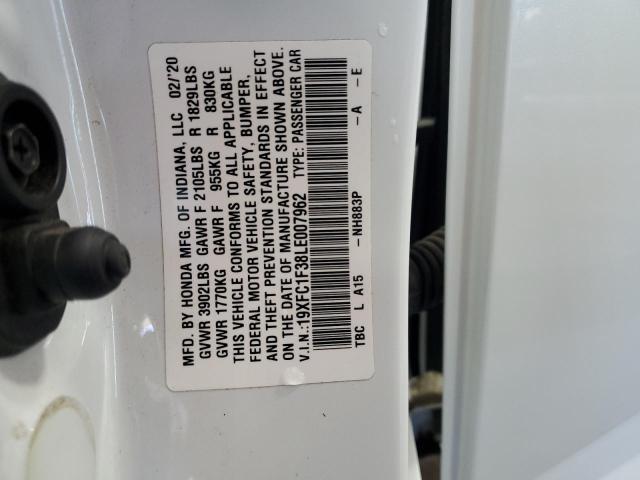 MFD. BY HONDA MFG. OF INDIANA, LLC 02/'20
GVWR 3902LBS GAWR F 2105LBS R 1829LBS
GVWR 1770KG GAWR F 955KG R 830KG
THIS VEHICLE CONFORMS TO ALL APPLICABLE
FEDERAL MOTOR VEHICLE SAFETY, BUMPER,
AND THEFT PREVENTION STANDARDS IN EFFECT
ON THE DATE OF MANUFACTURE SHOWN ABOVE.
V.I.N.:19XFC1F38LE007962 TYPE: PASSENGER CAR
TBC L A15 -NH883P -A -E